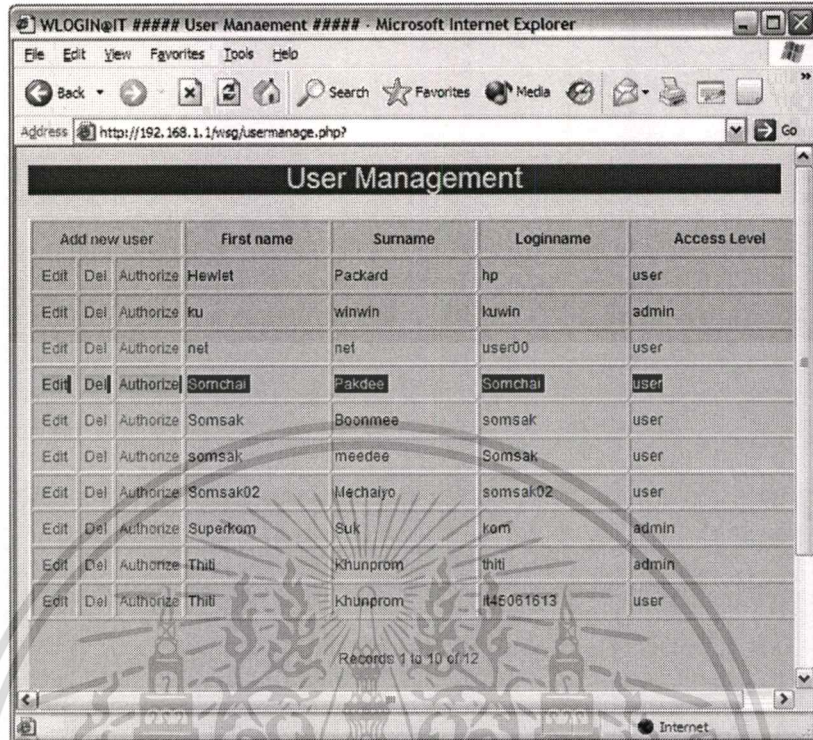 WLOGIN@IT ##### User Manaement ##### - Microsoft Internet Explorer
File Edit View Favorites Tools Help
Back Search Favorites Media
Address http://192.168.1.1/wsg/usermanage.php? Go
User Management
Add new user First name Surname Loginname Access Level
Edit Del Authorize Hewlet Packard hp user
Edit Del Authorize ku winwin kuwin admin
Edit Del Authorize net net user00 user
Edit Del Authorize Somchai Pakdee Somchai user
Edit Del Authorize Somsak Boonmee somsak user
Edit Del Authorize somsak meedee Somsak user
Edit Del Authorize Somsak02 Mechaiyo somsak02 user
Edit Del Authorize Superkom Suk kom admin
Edit Del Authorize Thiti Khunprom thiti admin
Edit Del Authorize Thiti Khunprom it45061613 user
Records 1 to 10 of 12
Internet